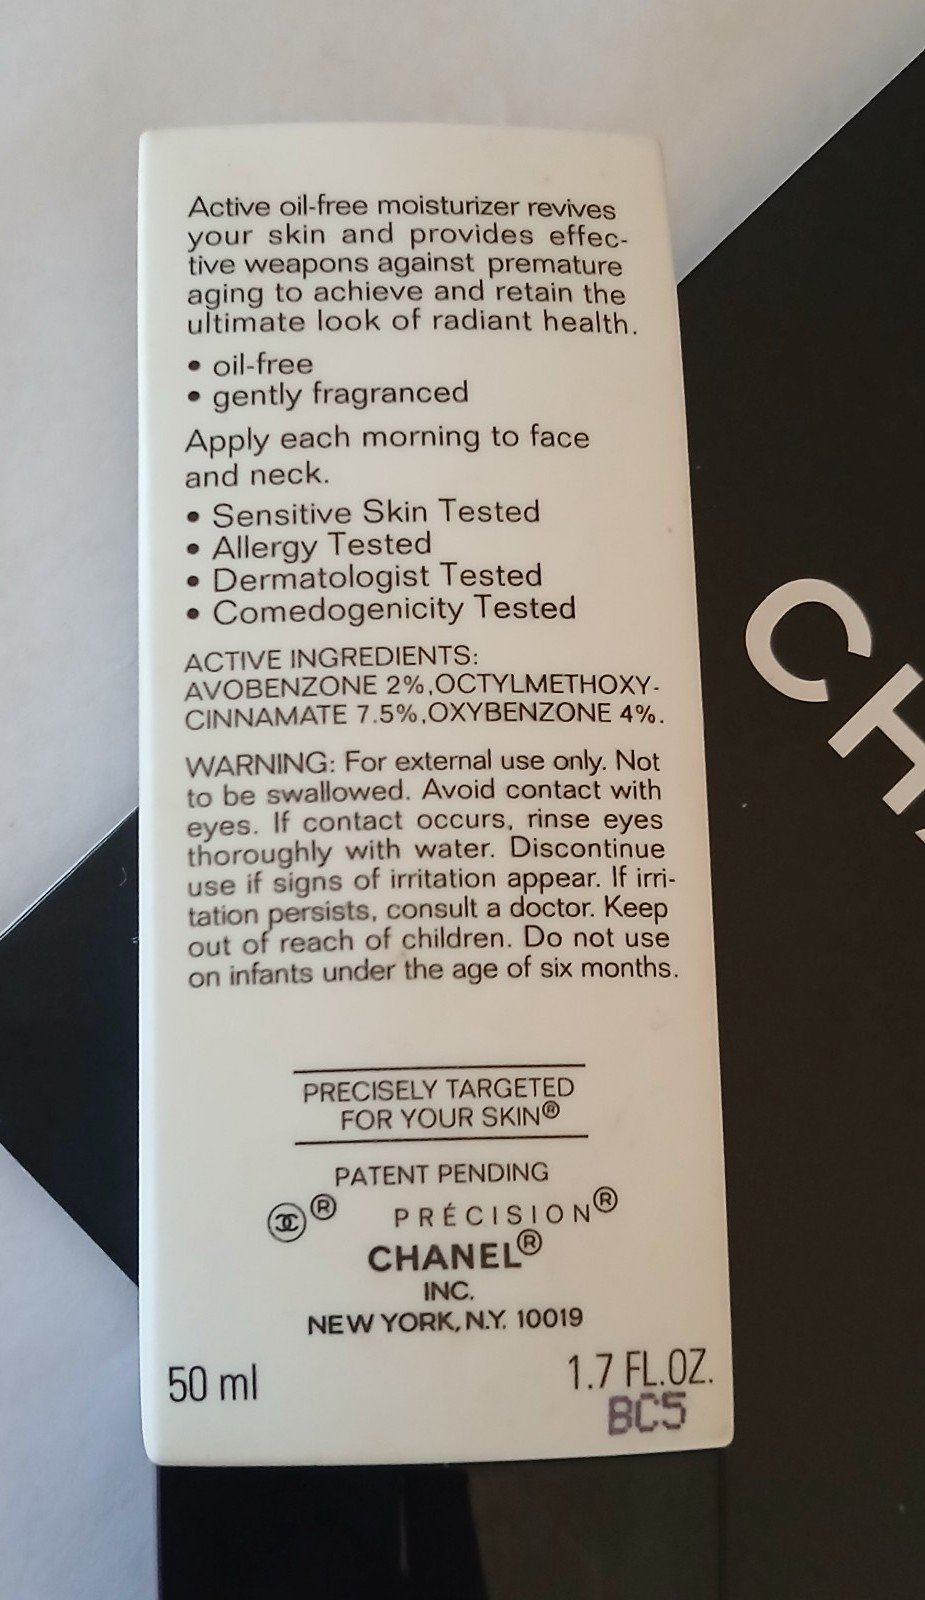 Active oil-free moisturizer revives
your skin and provides effec-
tive weapons against premature
aging to achieve and retain the
ultimate look of radiant health.
• oil-free
• gently fragranced
Apply each morning to face
and neck.
• Sensitive Skin Tested
• Allergy Tested
• Dermatologist Tested
• Comedogenicity Tested
ACTIVE INGREDIENTS:
AVOBENZONE 2%,OCTYLMETHOXY-
CINNAMATE 7.5%,OXYBENZONE 4%.
WARNING: For external use only. Not
to be swallowed. Avoid contact with
eyes. If contact occurs, rinse eyes
thoroughly with water. Discontinue
use if signs of irritation appear. If irri-
tation persists, consult a doctor. Keep
out of reach of children. Do not use
on infants under the age of six months.
PRECISELY TARGETED
FOR YOUR SKIN®
PATENT PENDING
® PRÉCISION®
CHANEL®
INC.
NEW YORK, N.Y. 10019
50 ml 1.7 FL.OZ.
BC5
CH